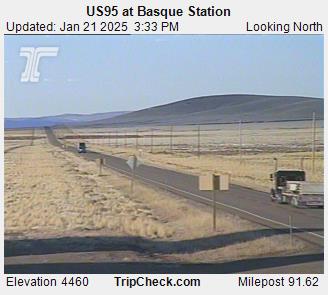 US95 at Basque Station
Updated: Jan 21 2025 3:33 PM Looking North
Elevation 4460 TripCheck.com Milepost 91.62